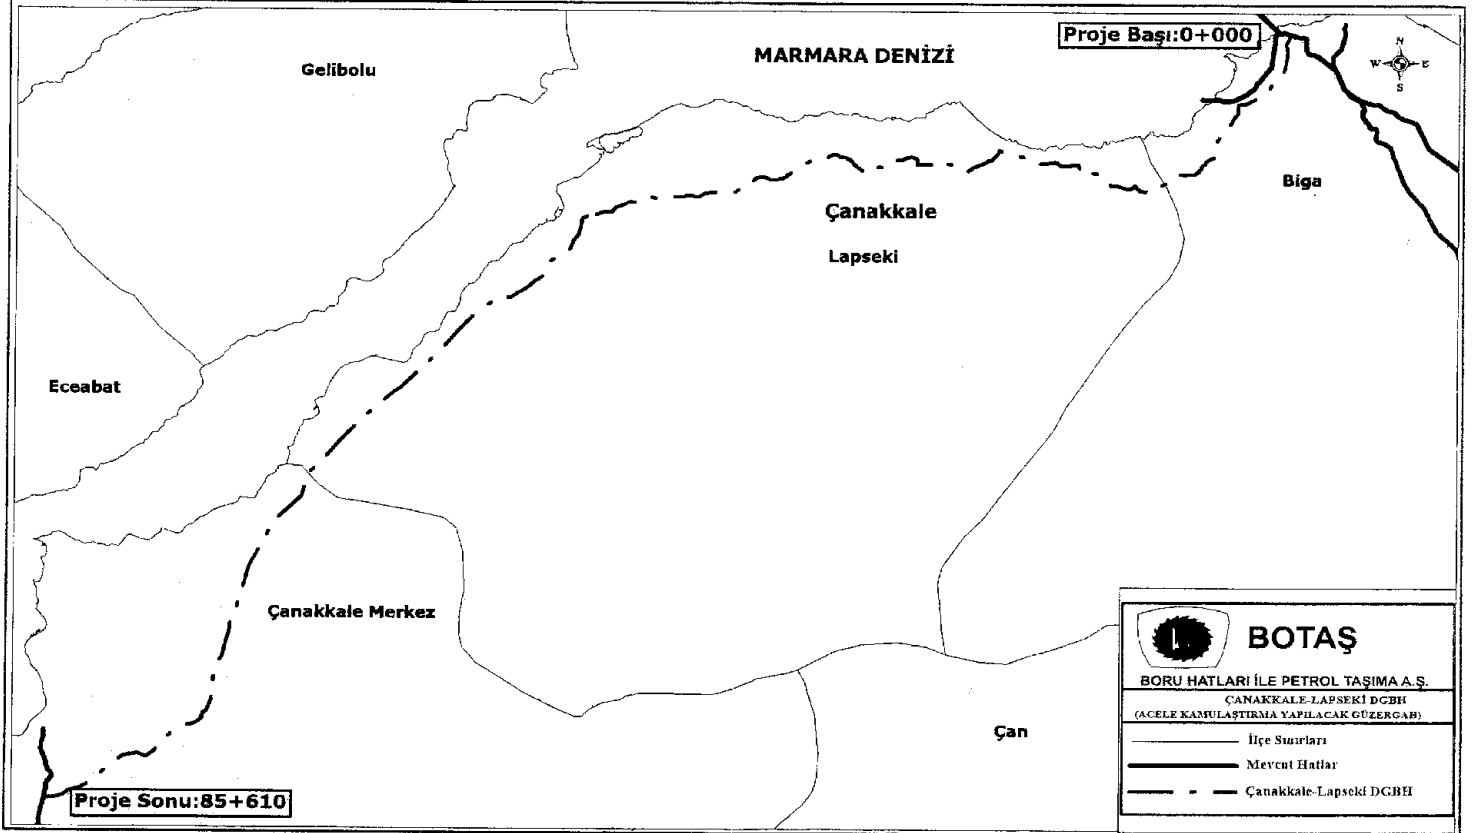 Proje Başı:0+000
MARMARA DENİZİ
Gelibolu
N
W E
S
Biga
Çanakkale
Lapseki
Eceabat
Çanakkale Merkez
Çan
Proje Sonu:85+610
BOTAŞ
BORU HATLARI İLE PETROL TAŞIMA A.Ş.
ÇANAKKALE-LAPSEKİ DGBH
(ACELE KAMULAŞTIRMA YAPILACAK GÜZERGAH)
İlçe Sınırları
Mevcut Hatlar
Çanakkale-Lapseki DGBH